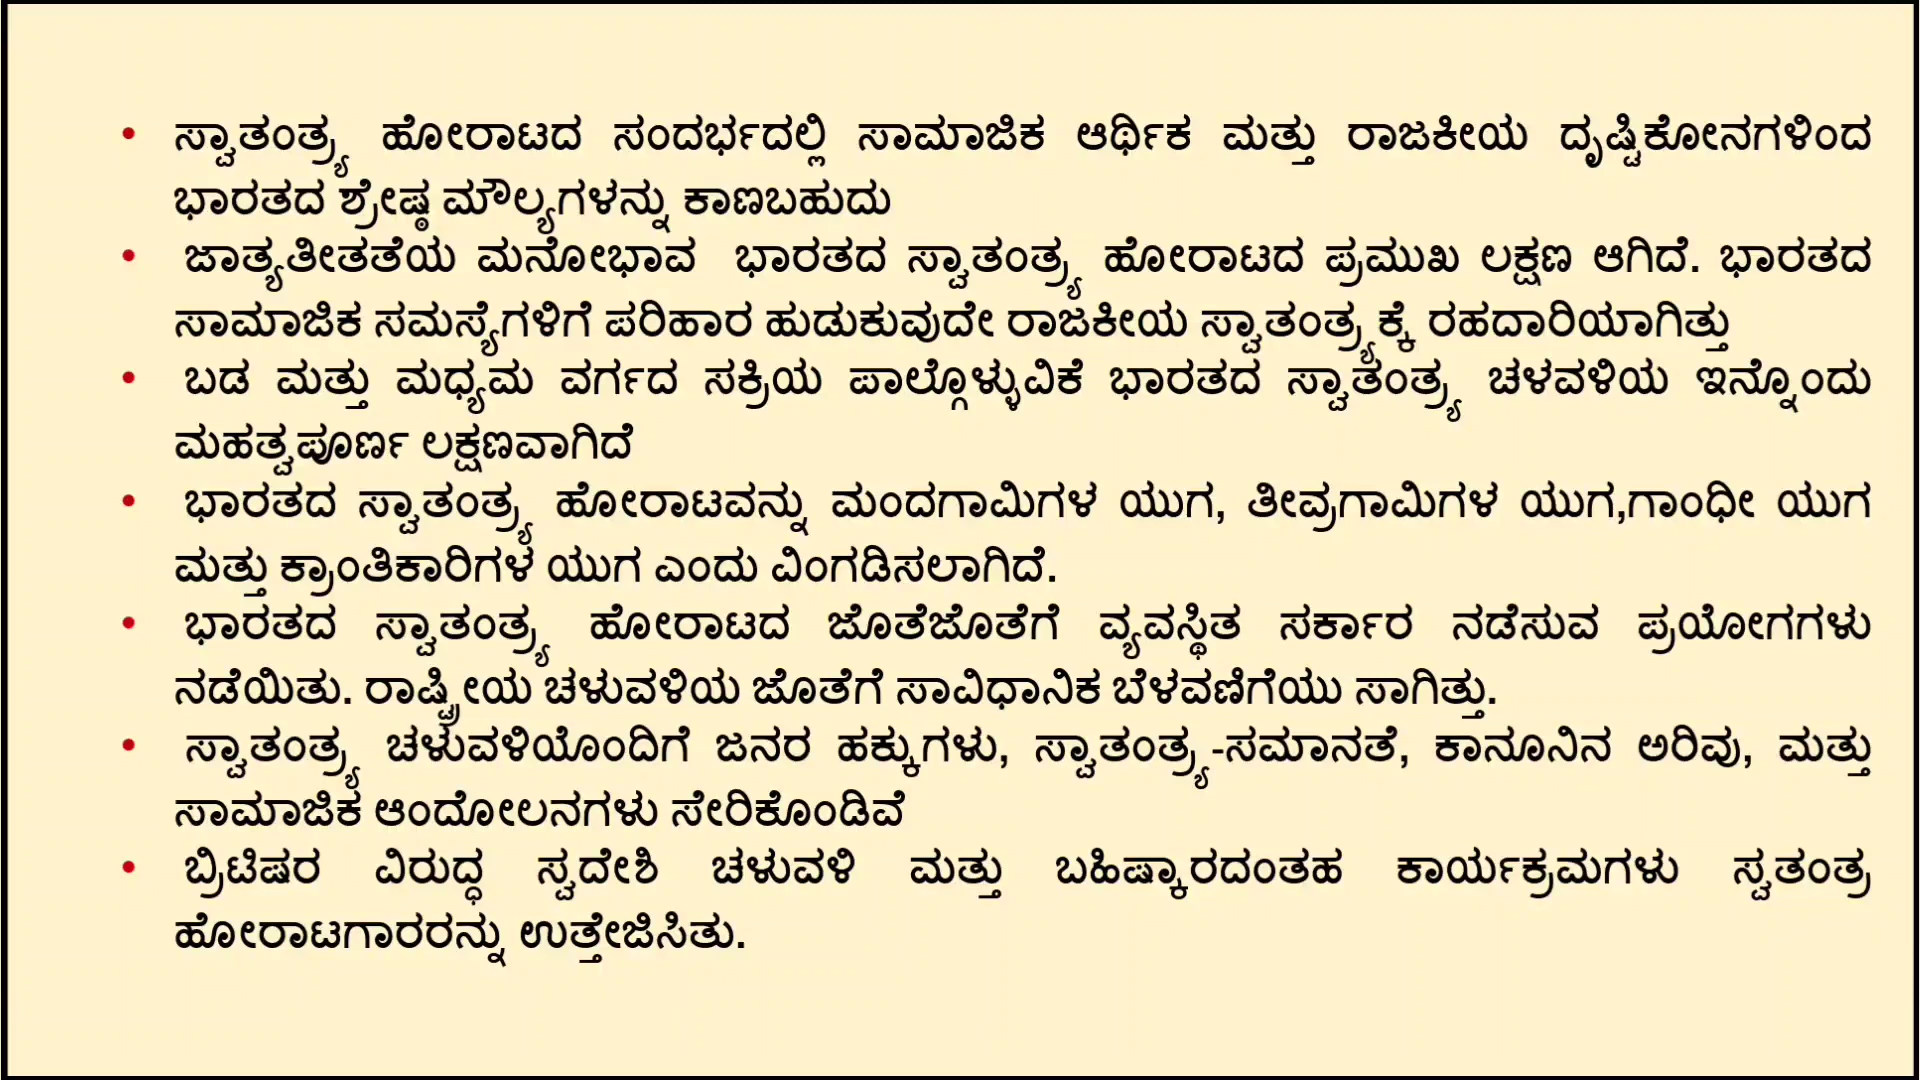 • ಸ್ವಾತಂತ್ರ್ಯ ಹೋರಾಟದ ಸಂದರ್ಭದಲ್ಲಿ ಸಾಮಾಜಿಕ ಆರ್ಥಿಕ ಮತ್ತು ರಾಜಕೀಯ ದೃಷ್ಟಿಕೋನಗಳಿಂದ
ಭಾರತದ ಶ್ರೇಷ್ಠ ಮೌಲ್ಯಗಳನ್ನು ಕಾಣಬಹುದು
• ಜಾತ್ಯತೀತತೆಯ ಮನೋಭಾವ ಭಾರತದ ಸ್ವಾತಂತ್ರ್ಯ ಹೋರಾಟದ ಪ್ರಮುಖ ಲಕ್ಷಣ ಆಗಿದೆ. ಭಾರತದ
ಸಾಮಾಜಿಕ ಸಮಸ್ಯೆಗಳಿಗೆ ಪರಿಹಾರ ಹುಡುಕುವುದೇ ರಾಜಕೀಯ ಸ್ವಾತಂತ್ರ್ಯಕ್ಕೆ ರಹದಾರಿಯಾಗಿತ್ತು
• ಬಡ ಮತ್ತು ಮಧ್ಯಮ ವರ್ಗದ ಸಕ್ರಿಯ ಪಾಲ್ಗೊಳ್ಳುವಿಕೆ ಭಾರತದ ಸ್ವಾತಂತ್ರ್ಯ ಚಳವಳಿಯ ಇನ್ನೊಂದು
ಮಹತ್ವಪೂರ್ಣ ಲಕ್ಷಣವಾಗಿದೆ
• ಭಾರತದ ಸ್ವಾತಂತ್ರ್ಯ ಹೋರಾಟವನ್ನು ಮಂದಗಾಮಿಗಳ ಯುಗ, ತೀವ್ರಗಾಮಿಗಳ ಯುಗ,ಗಾಂಧೀ ಯುಗ
ಮತ್ತು ಕ್ರಾಂತಿಕಾರಿಗಳ ಯುಗ ಎಂದು ವಿಂಗಡಿಸಲಾಗಿದೆ.
• ಭಾರತದ ಸ್ವಾತಂತ್ರ್ಯ ಹೋರಾಟದ ಜೊತೆಜೊತೆಗೆ ವ್ಯವಸ್ಥಿತ ಸರ್ಕಾರ ನಡೆಸುವ ಪ್ರಯೋಗಗಳು
ನಡೆಯಿತು. ರಾಷ್ಟ್ರೀಯ ಚಳುವಳಿಯ ಜೊತೆಗೆ ಸಾವಿಧಾನಿಕ ಬೆಳವಣಿಗೆಯು ಸಾಗಿತ್ತು.
• ಸ್ವಾತಂತ್ರ್ಯ ಚಳುವಳಿಯೊಂದಿಗೆ ಜನರ ಹಕ್ಕುಗಳು, ಸ್ವಾತಂತ್ರ್ಯ-ಸಮಾನತೆ, ಕಾನೂನಿನ ಅರಿವು, ಮತ್ತು
ಸಾಮಾಜಿಕ ಆಂದೋಲನಗಳು ಸೇರಿಕೊಂಡಿವೆ
• ಬ್ರಿಟಿಷರ ವಿರುದ್ಧ ಸ್ವದೇಶಿ ಚಳುವಳಿ ಮತ್ತು ಬಹಿಷ್ಕಾರದಂತಹ ಕಾರ್ಯಕ್ರಮಗಳು ಸ್ವತಂತ್ರ
ಹೋರಾಟಗಾರರನ್ನು ಉತ್ತೇಜಿಸಿತು.